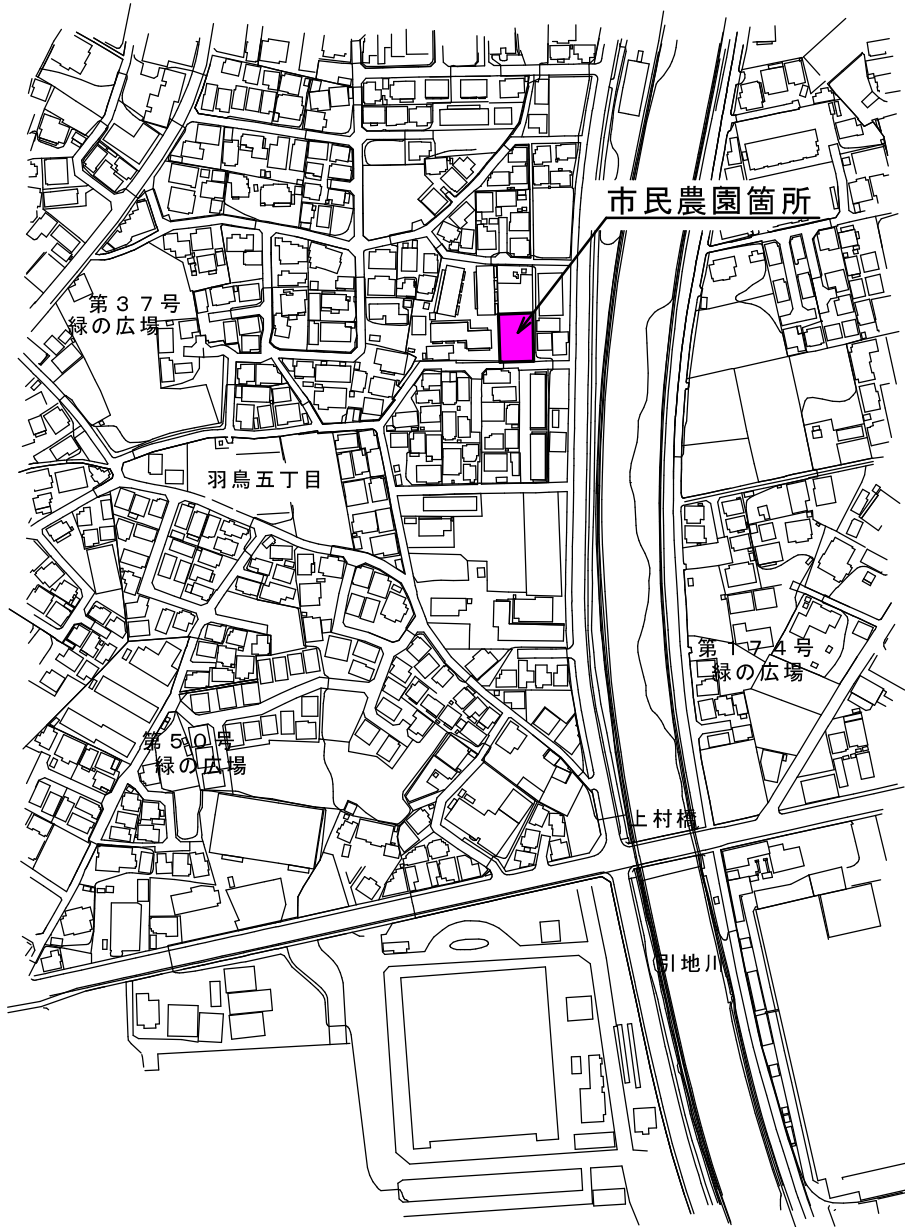 市民農園箇所
第３７号
緑の広場
羽鳥五丁目
第１７４号
緑の広場
第５０号
緑の広場
上村橋
引地川